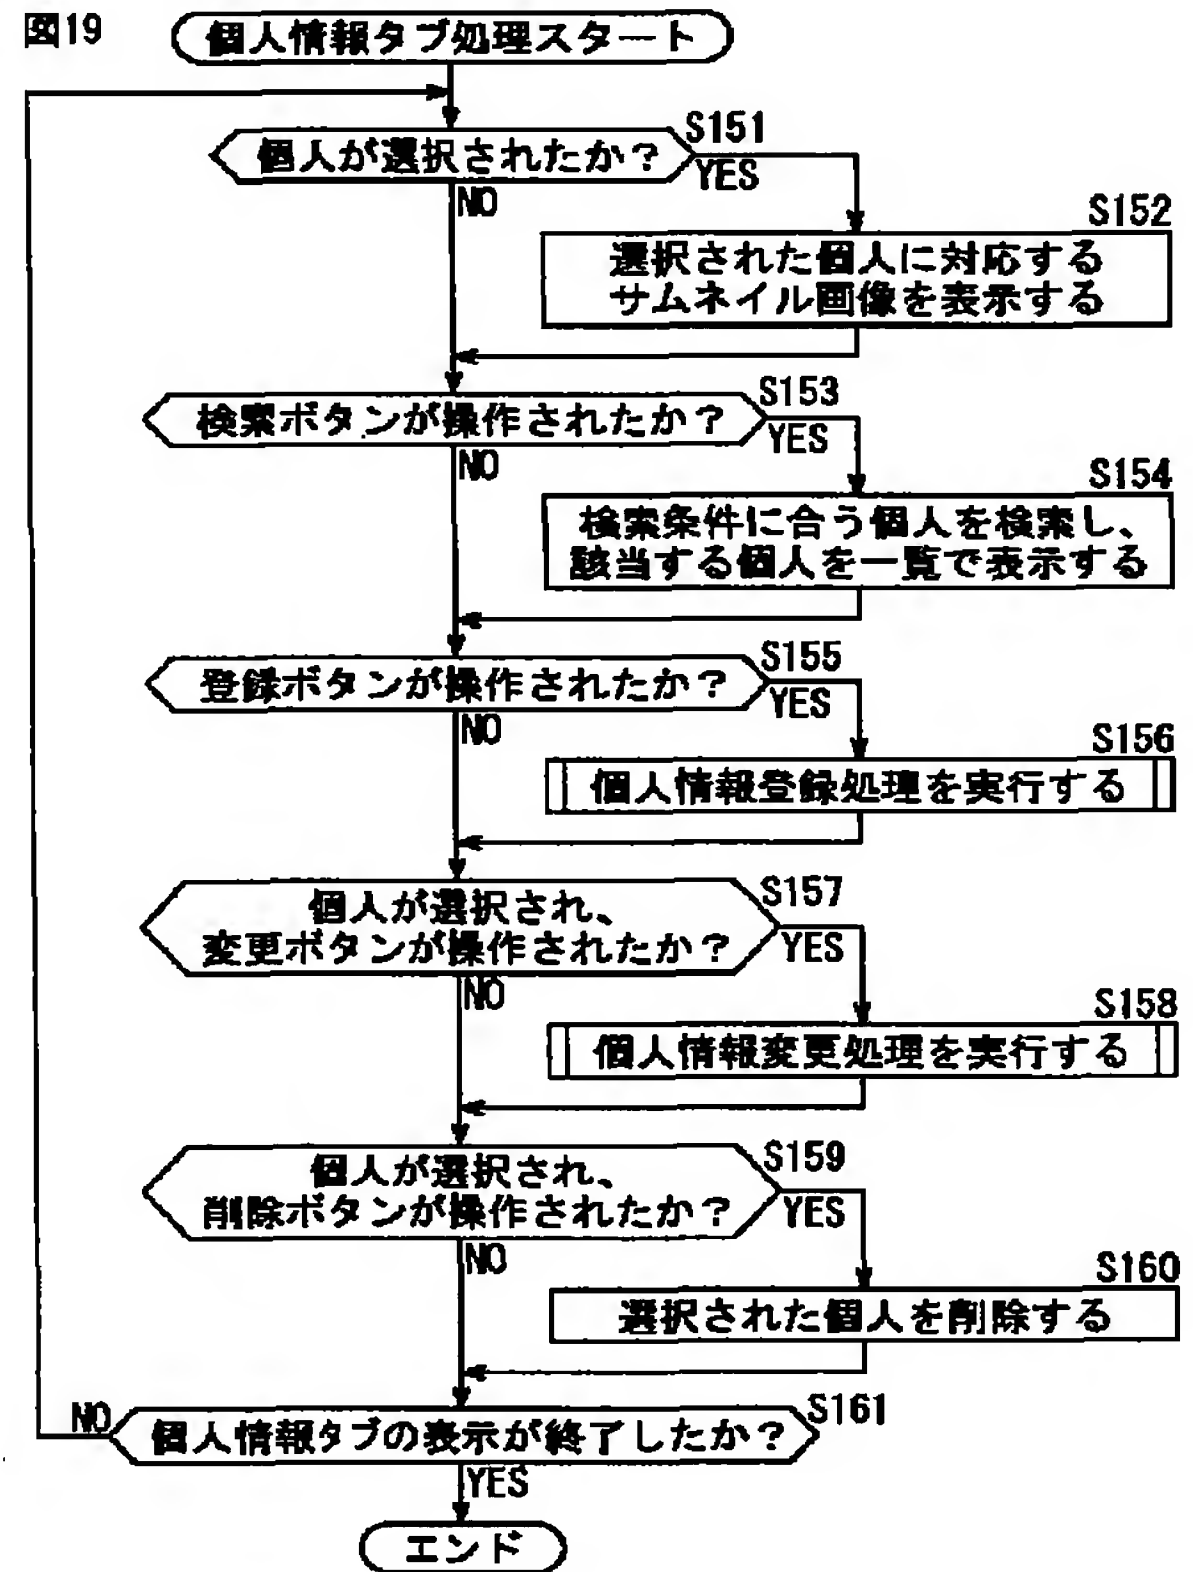 図19
個人情報タブ処理スタート
個人が選択されたか？
S151
YES
NO
S152
選択された個人に対応する
サムネイル画像を表示する
検索ボタンが操作されたか？
S153
YES
NO
S154
検索条件に合う個人を検索し、
該当する個人を一覧で表示する
登録ボタンが操作されたか？
S155
YES
NO
S156
個人情報登録処理を実行する
個人が選択され、
変更ボタンが操作されたか？
S157
YES
NO
S158
個人情報変更処理を実行する
個人が選択され、
削除ボタンが操作されたか？
S159
YES
NO
S160
選択された個人を削除する
NO
個人情報タブの表示が終了したか？
S161
YES
エンド